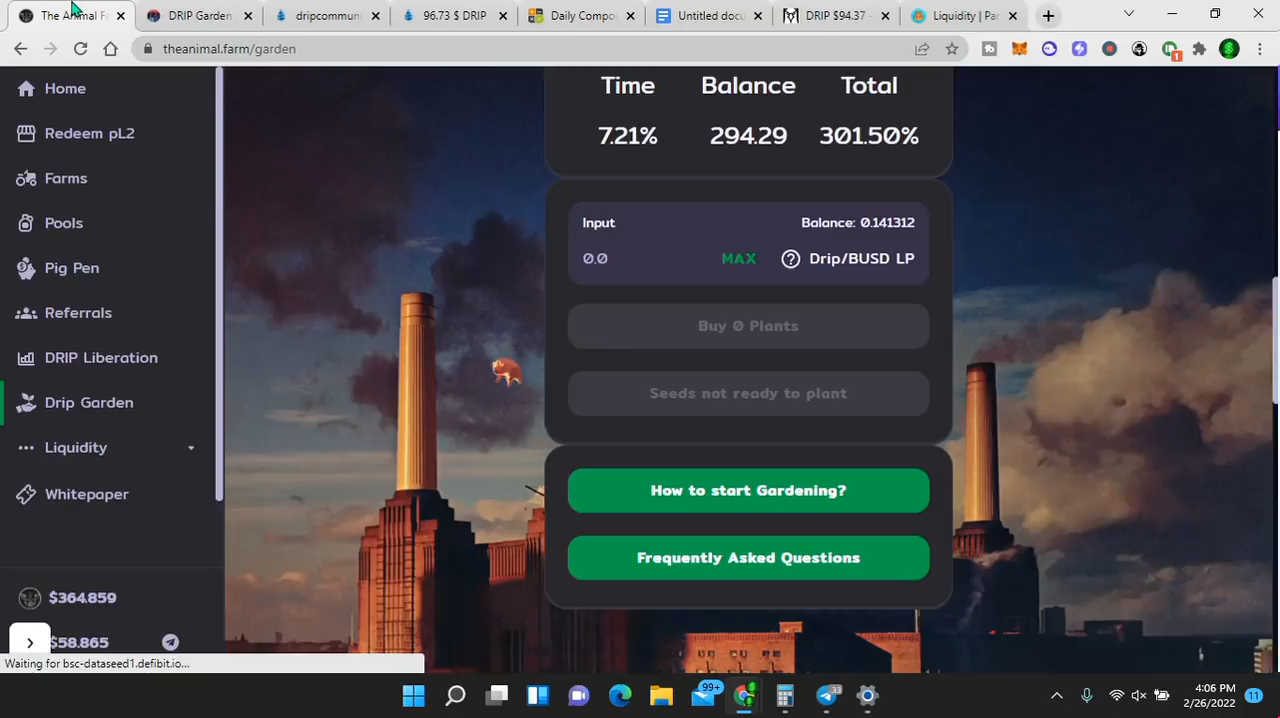 The Animal F
DRIP Garden
dripcommuni
96.73 $ DRIP
Daily Compo
Untitled docu
DRIP $94.37 -
Liquidity | Pan
theanimal.farm/garden
Home
Redeem pL2
Farms
Pools
Pig Pen
Referrals
DRIP Liberation
Drip Garden
Liquidity
Whitepaper
$364.859
$58.865
Time Balance Total
7.21% 294.29 301.50%
Input Balance: 0.141312
0.0 MAX Drip/BUSD LP
Buy 0 Plants
Seeds not ready to plant
How to start Gardening?
Frequently Asked Questions
Waiting for bsc-dataseed1.defibit.io...
99+
33
4:06 PM
2/26/2022
11